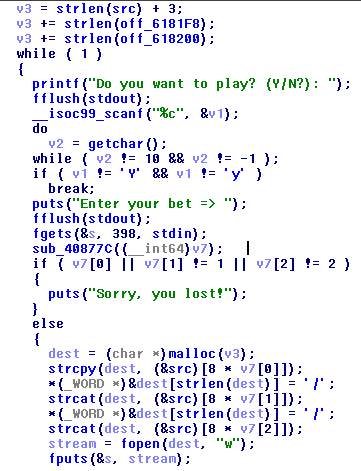 v3 = strlen(src) + 3;
v3 += strlen(off_6181F8);
v3 += strlen(off_618200);
while ( 1 )
{
printf("Do you want to play? (Y/N?): ");
fflush(stdout);
__isoc99_scanf("%c", &v1);
do
v2 = getchar();
while ( v2 != 10 && v2 != -1 );
if ( v1 != 'Y' && v1 != 'y' )
break;
puts("Enter your bet => ");
fflush(stdout);
fgets(&s, 398, stdin);
sub_40877C((__int64)v7);
if ( v7[0] || v7[1] != 1 || v7[2] != 2 )
{
puts("Sorry, you lost!");
}
else
{
dest = (char *)malloc(v3);
strcpy(dest, (&src)[8 * v7[0]]);
*(_WORD *)&dest[strlen(dest)] = '/';
strcat(dest, (&src)[8 * v7[1]]);
*(_WORD *)&dest[strlen(dest)] = '/';
strcat(dest, (&src)[8 * v7[2]]);
stream = fopen(dest, "w");
fputs(&s, stream);